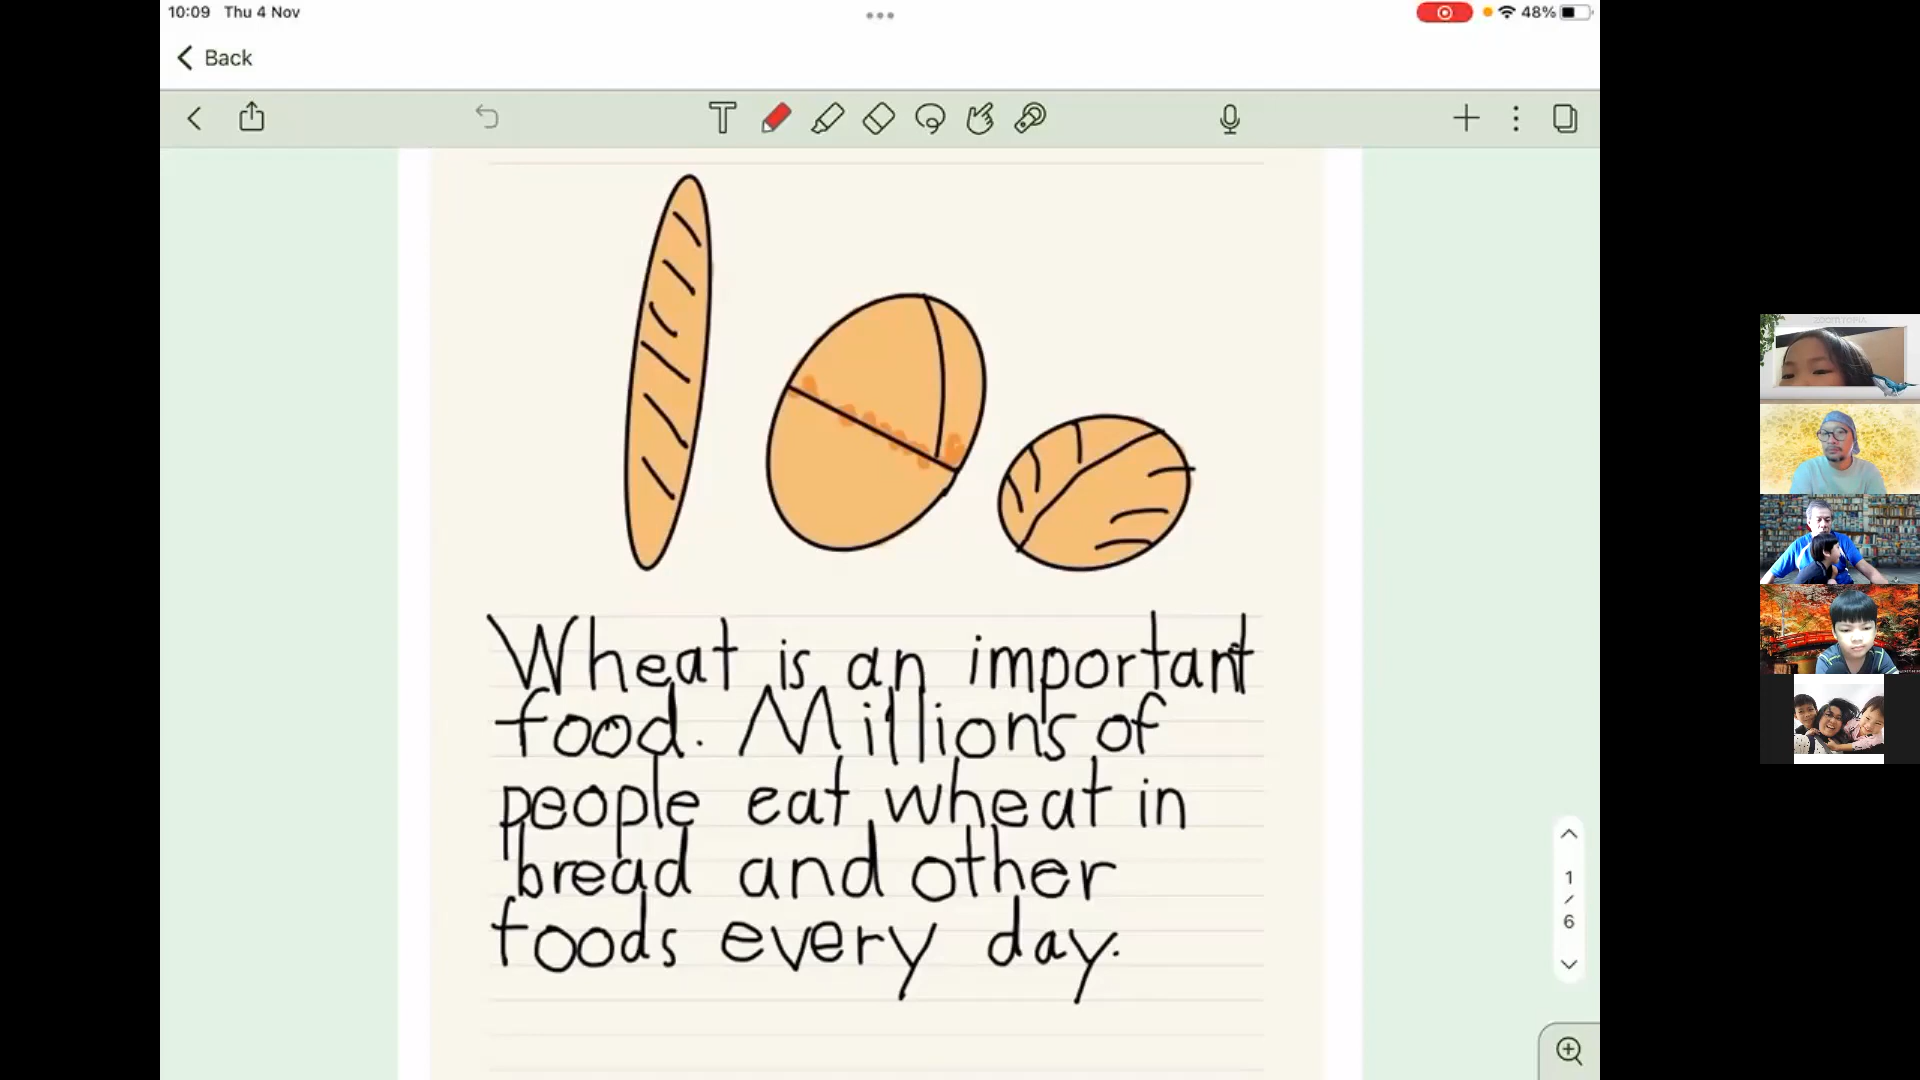 10:09 Thu 4 Nov
48%
Back
Wheat is an important
food. Millions of
people eat wheat in
bread and other
foods every day.
1
/
6